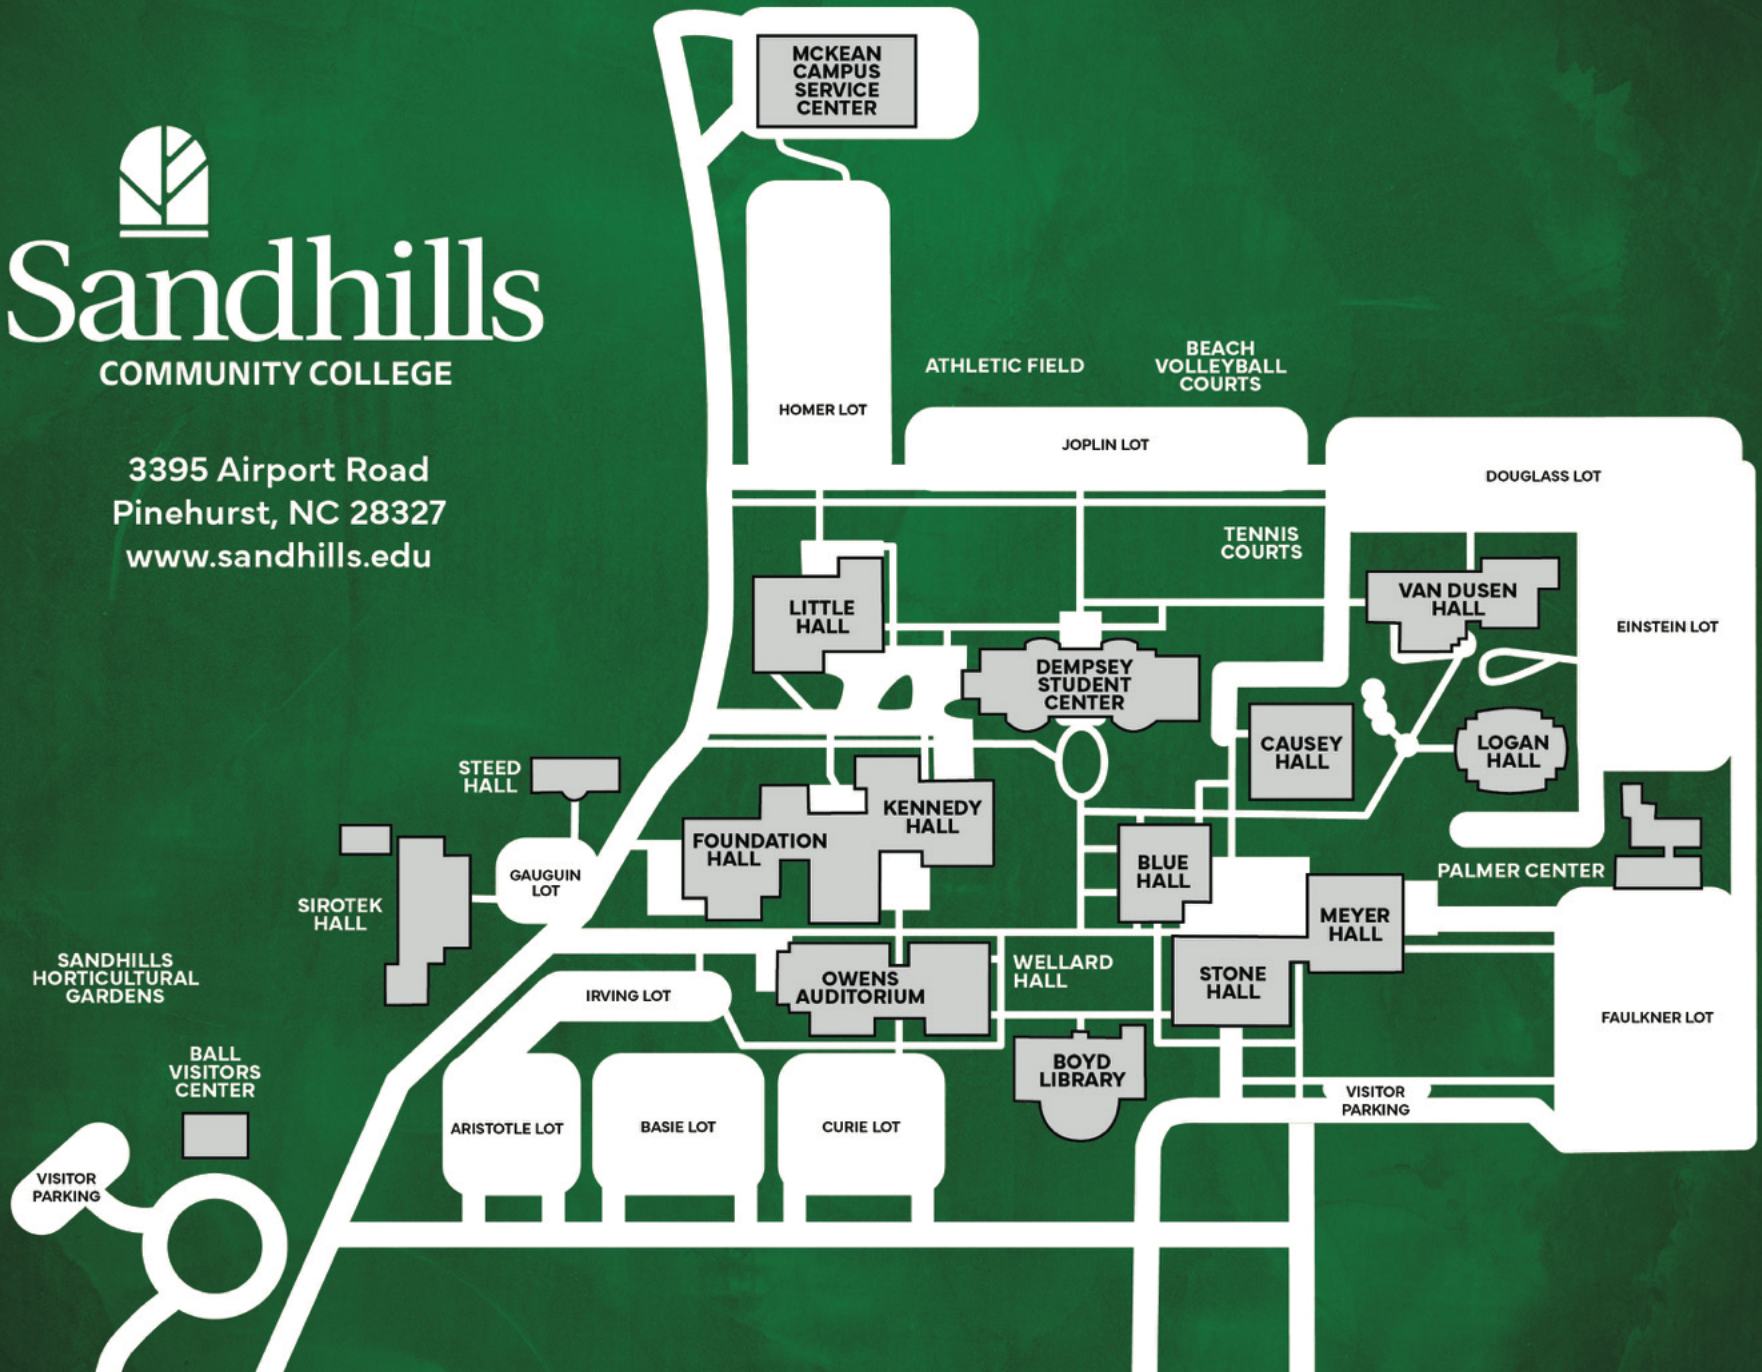 MCKEAN
CAMPUS
SERVICE
CENTER
Sandhills
COMMUNITY COLLEGE
3395 Airport Road
Pinehurst, NC 28327
www.sandhills.edu
HOMER LOT
ATHLETIC FIELD
BEACH
VOLLEYBALL
COURTS
JOPLIN LOT
DOUGLASS LOT
TENNIS
COURTS
LITTLE
HALL
VAN DUSEN
HALL
EINSTEIN LOT
DEMPSEY
STUDENT
CENTER
CAUSEY
HALL
LOGAN
HALL
STEED
HALL
KENNEDY
HALL
FOUNDATION
HALL
GAUGUIN
LOT
BLUE
HALL
PALMER CENTER
SIROTEK
HALL
MEYER
HALL
SANDHILLS
HORTICULTURAL
GARDENS
IRVING LOT
OWENS
AUDITORIUM
WELLARD
HALL
STONE
HALL
FAULKNER LOT
BALL
VISITORS
CENTER
BOYD
LIBRARY
VISITOR
PARKING
ARISTOTLE LOT
BASIE LOT
CURIE LOT
VISITOR
PARKING